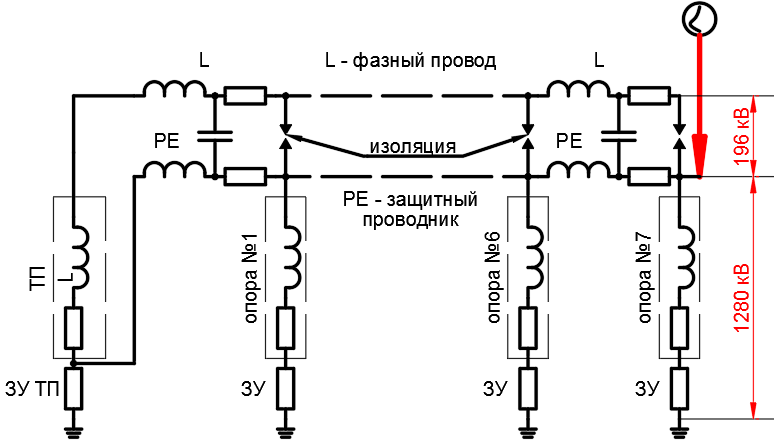 L
L - фазный провод
L
PE
изоляция
PE
196 кВ
PE - защитный
проводник
ТП
L
опора №1
опора №6
опора №7
1280 кВ
ЗУ ТП
ЗУ
ЗУ
ЗУ